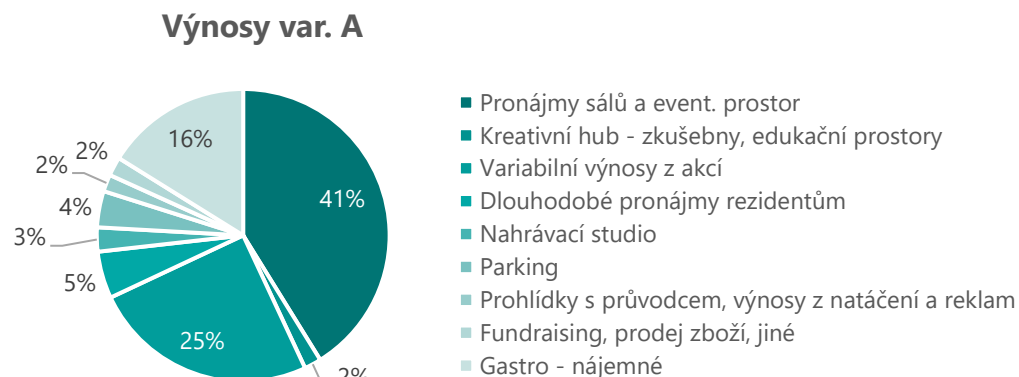 Výnosy var. A
16%
2%
2%
4%
3%
5%
25%
2%
41%
Pronájmy sálů a event. prostor
Kreativní hub - zkušebny, edukační prostory
Variabilní výnosy z akcí
Dlouhodobé pronájmy rezidentům
Nahrávací studio
Parking
Prohlídky s průvodcem, výnosy z natáčení a reklam
Fundraising, prodej zboží, jiné
Gastro - nájemné